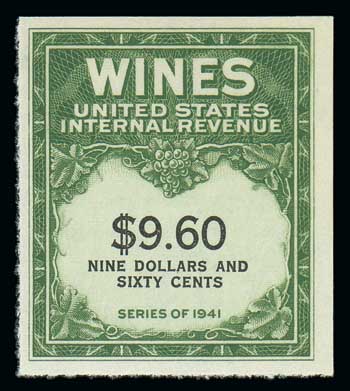 WINES
UNITED STATES
INTERNAL REVENUE
$9.60
NINE DOLLARS AND
SIXTY CENTS
SERIES OF 1941